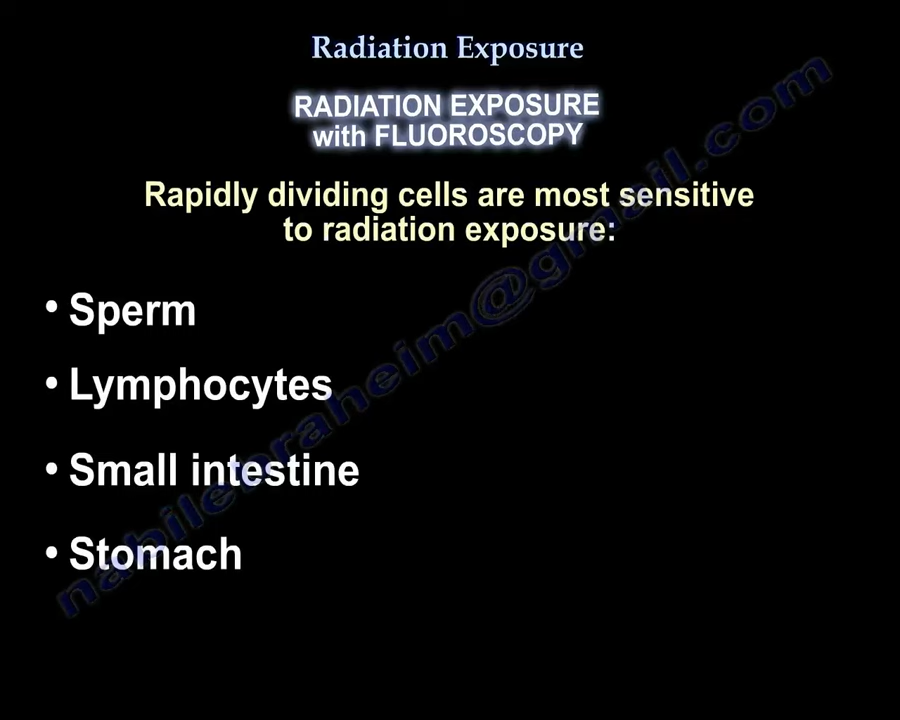 Radiation Exposure
RADIATION EXPOSURE
with FLUOROSCOPY
Rapidly dividing cells are most sensitive
to radiation exposure:
• Sperm
• Lymphocytes
• Small intestine
• Stomach
nabilebraheim@gmail.com